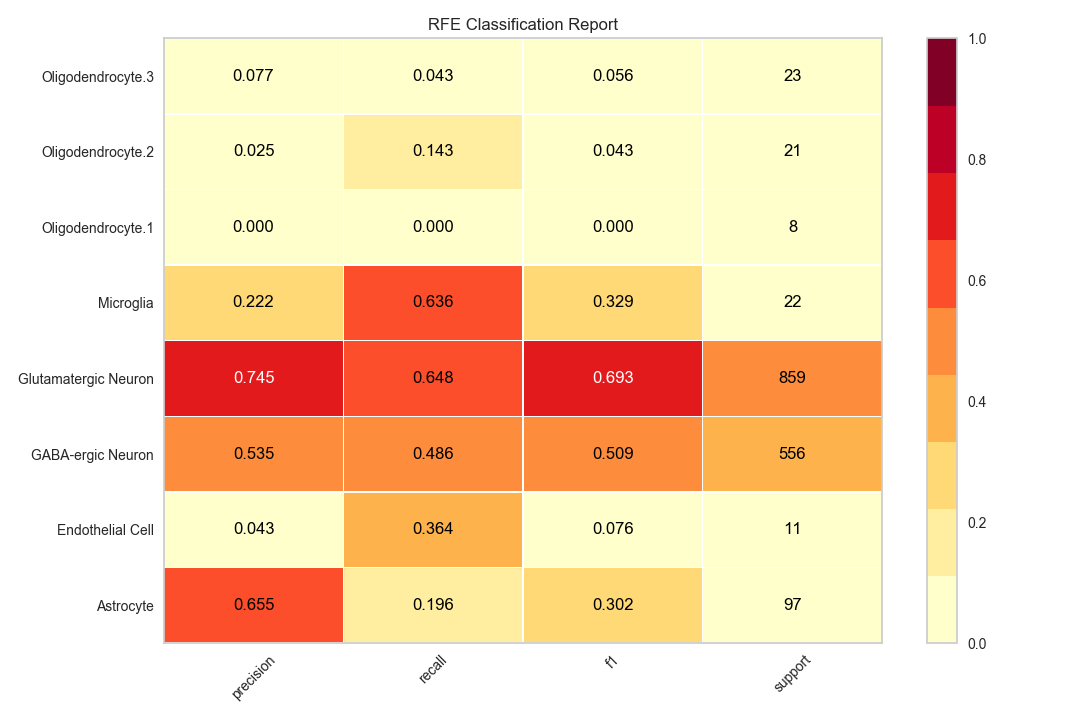 RFE Classification Report
Oligodendrocyte.3 0.077 0.043 0.056 23
Oligodendrocyte.2 0.025 0.143 0.043 21
Oligodendrocyte.1 0.000 0.000 0.000 8
Microglia 0.222 0.636 0.329 22
Glutamatergic Neuron 0.745 0.648 0.693 859
GABA-ergic Neuron 0.535 0.486 0.509 556
Endothelial Cell 0.043 0.364 0.076 11
Astrocyte 0.655 0.196 0.302 97
precision recall f1 support
1.0
0.8
0.6
0.4
0.2
0.0